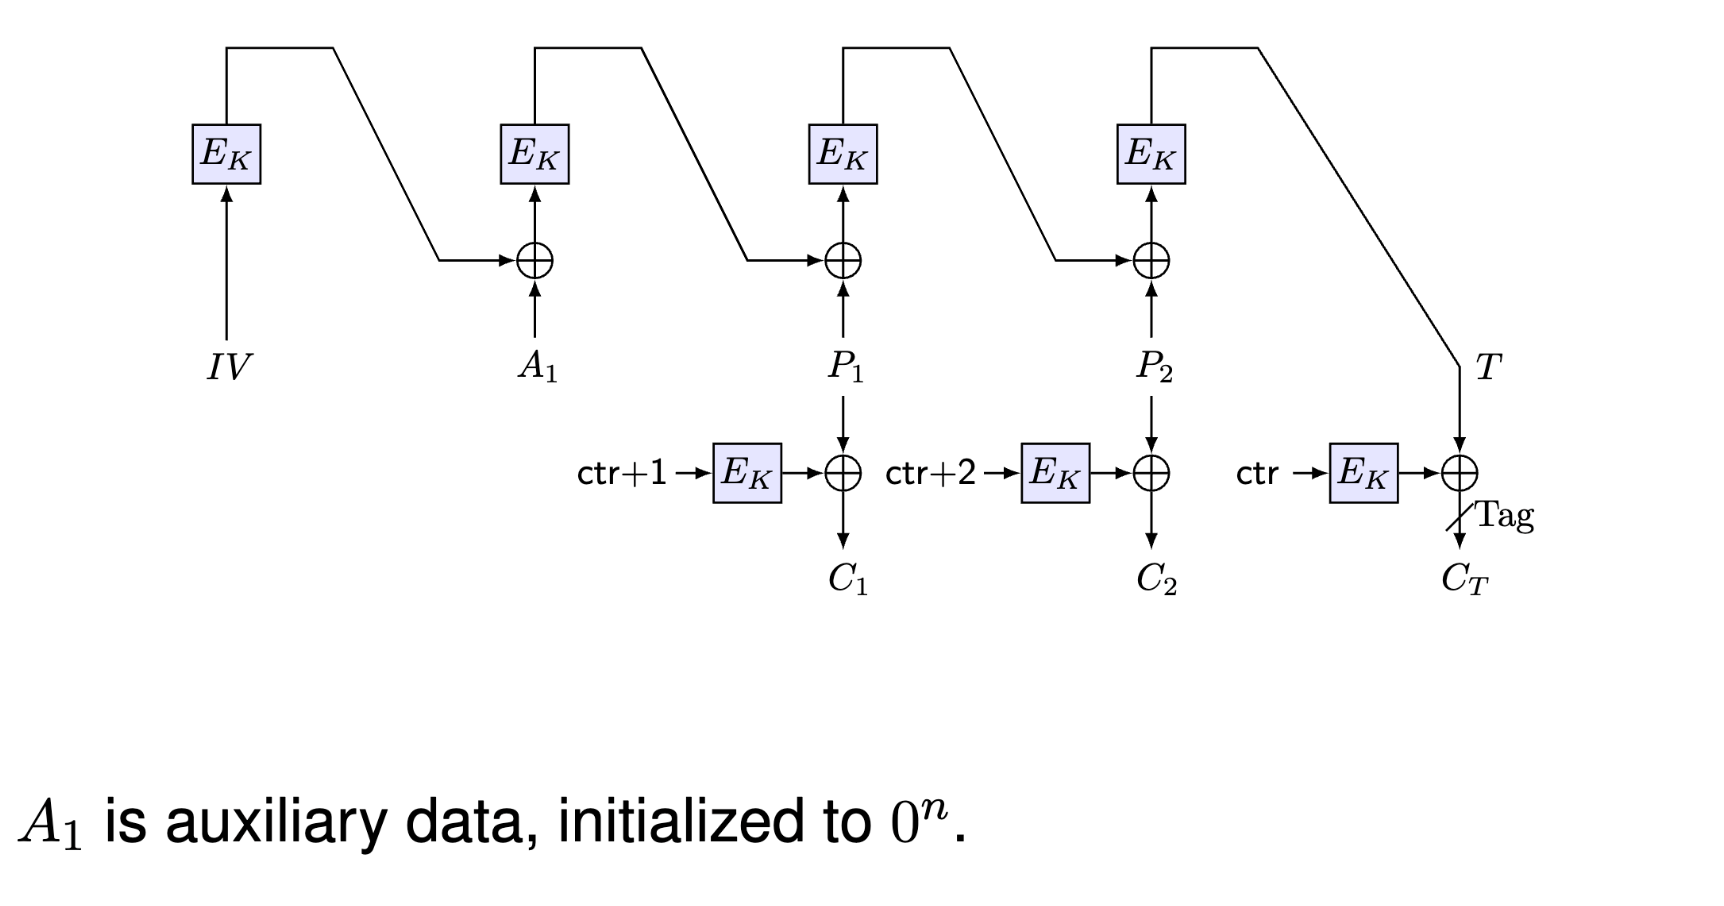 E_K E_K E_K E_K
IV A_1 P_1 P_2 T
ctr+1 E_K ctr+2 E_K ctr E_K
Tag
C_1 C_2 C_T
A_1 is auxiliary data, initialized to 0^n.